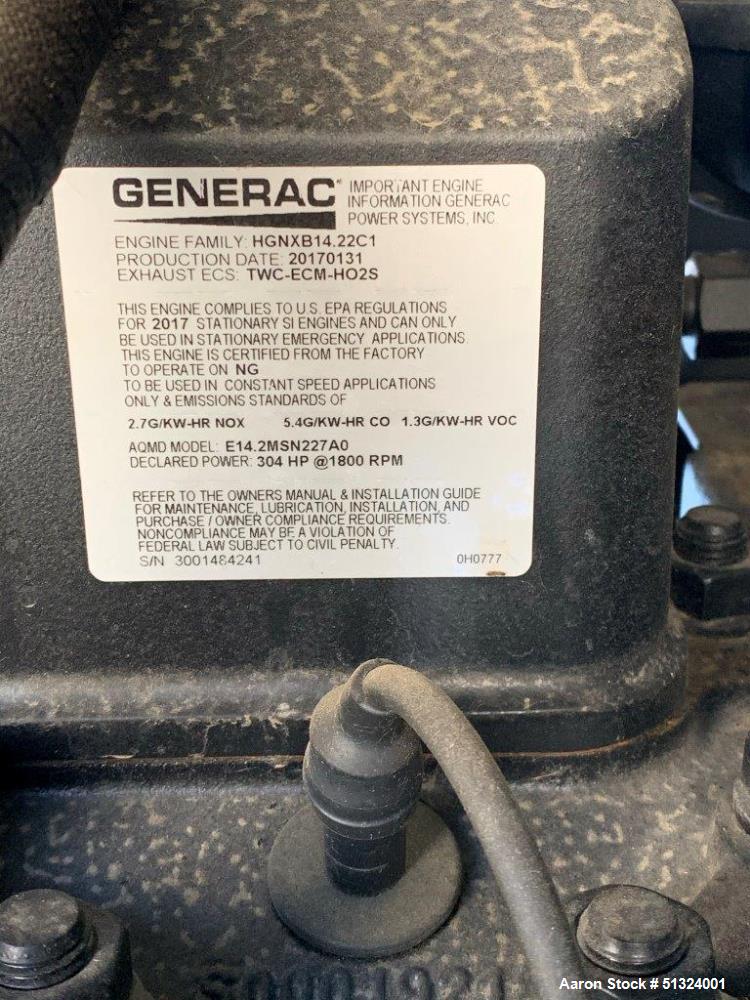 GENERAC
IMPORTANT ENGINE
INFORMATION GENERAC
POWER SYSTEMS, INC.
ENGINE FAMILY: HGNXB14.22C1
PRODUCTION DATE: 20170131
EXHAUST ECS: TWC-ECM-HO2S
THIS ENGINE COMPLIES TO U.S. EPA REGULATIONS
FOR 2017 STATIONARY SI ENGINES AND CAN ONLY
BE USED IN STATIONARY EMERGENCY APPLICATIONS.
THIS ENGINE IS CERTIFIED FROM THE FACTORY
TO OPERATE ON NG
TO BE USED IN CONSTANT SPEED APPLICATIONS
ONLY & EMISSIONS STANDARDS OF
2.7G/KW-HR NOX 5.4G/KW-HR CO 1.3G/KW-HR VOC
AQMD MODEL: E14.2MSN227A0
DECLARED POWER: 304 HP @1800 RPM
REFER TO THE OWNERS MANUAL & INSTALLATION GUIDE
FOR MAINTENANCE, LUBRICATION, INSTALLATION, AND
PURCHASE / OWNER COMPLIANCE REQUIREMENTS.
NONCOMPLIANCE MAY BE A VIOLATION OF
FEDERAL LAW SUBJECT TO CIVIL PENALTY.
S/N 3001484241 0H0777
Aaron Stock # 51324001